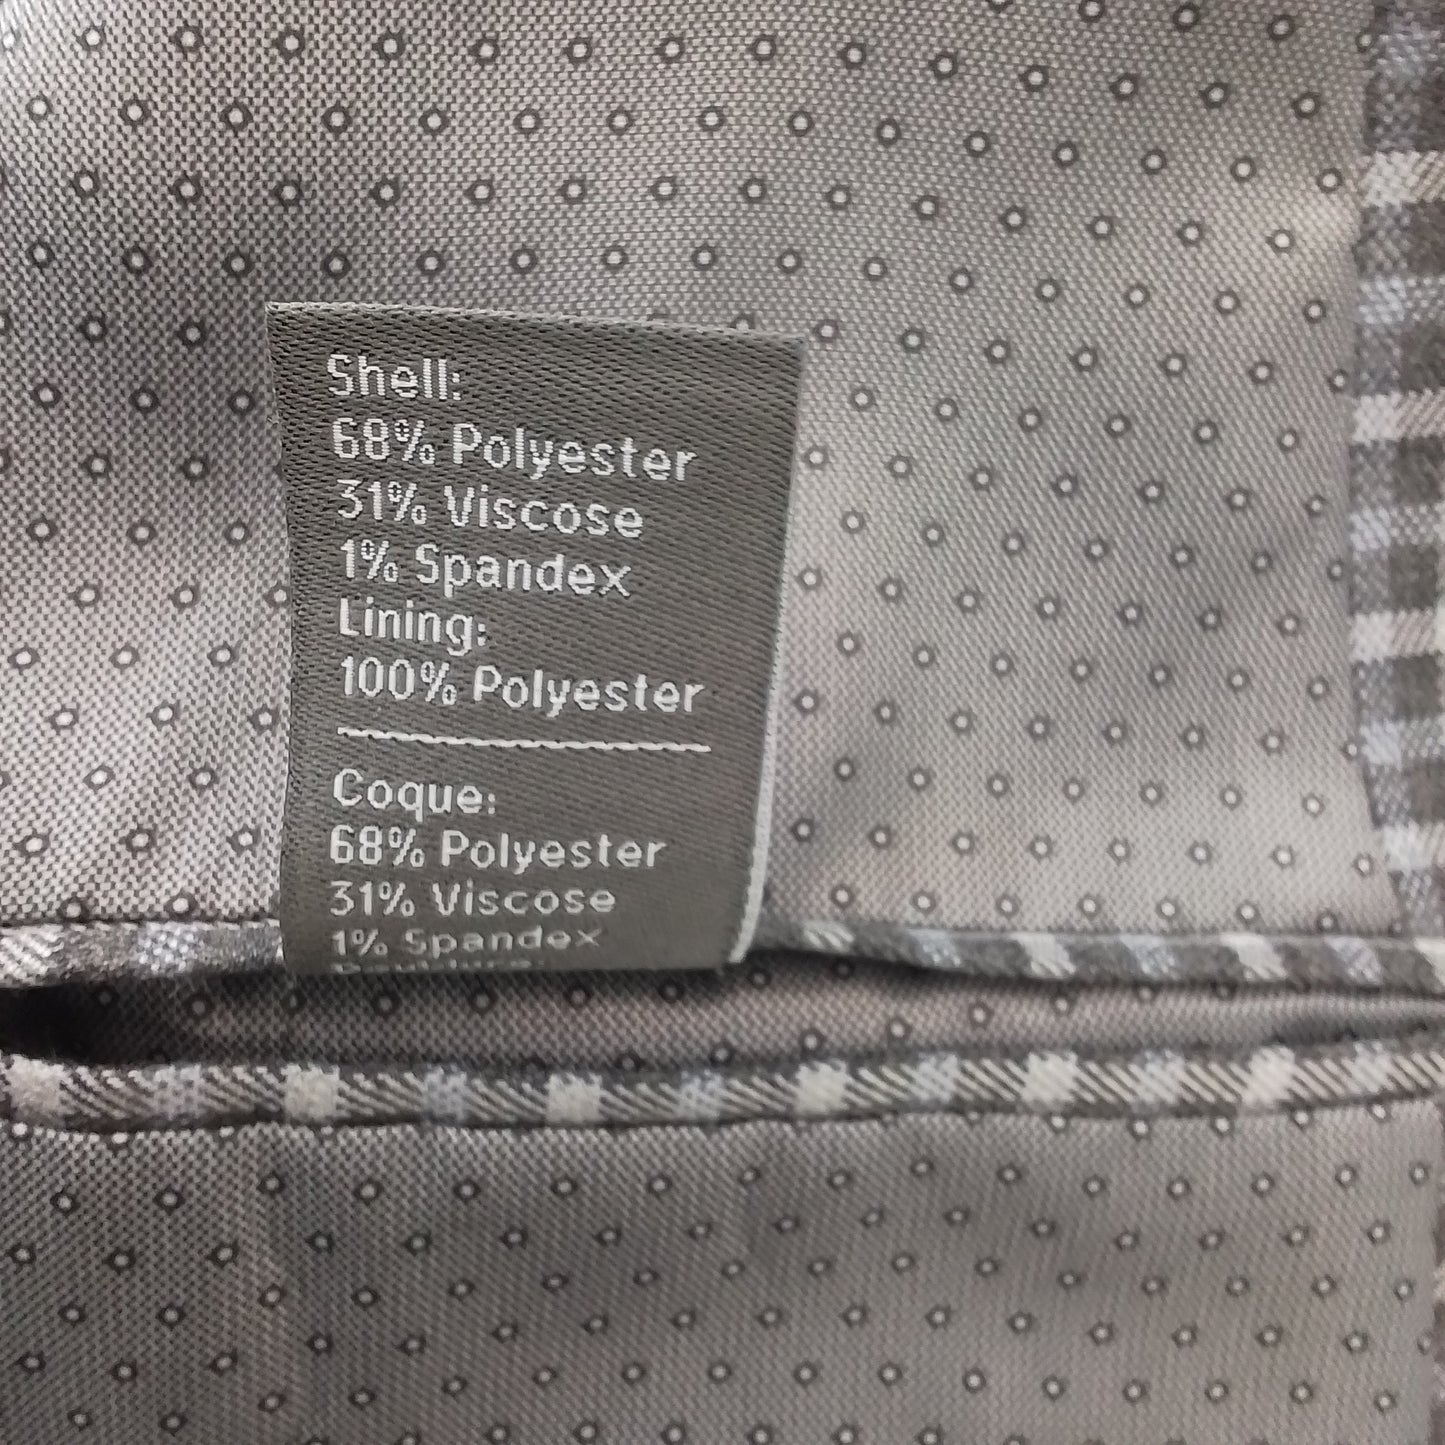 Shell:
68% Polyester
31% Viscose
1% Spandex
Lining:
100% Polyester
Coque:
68% Polyester
31% Viscose
1% Spandex